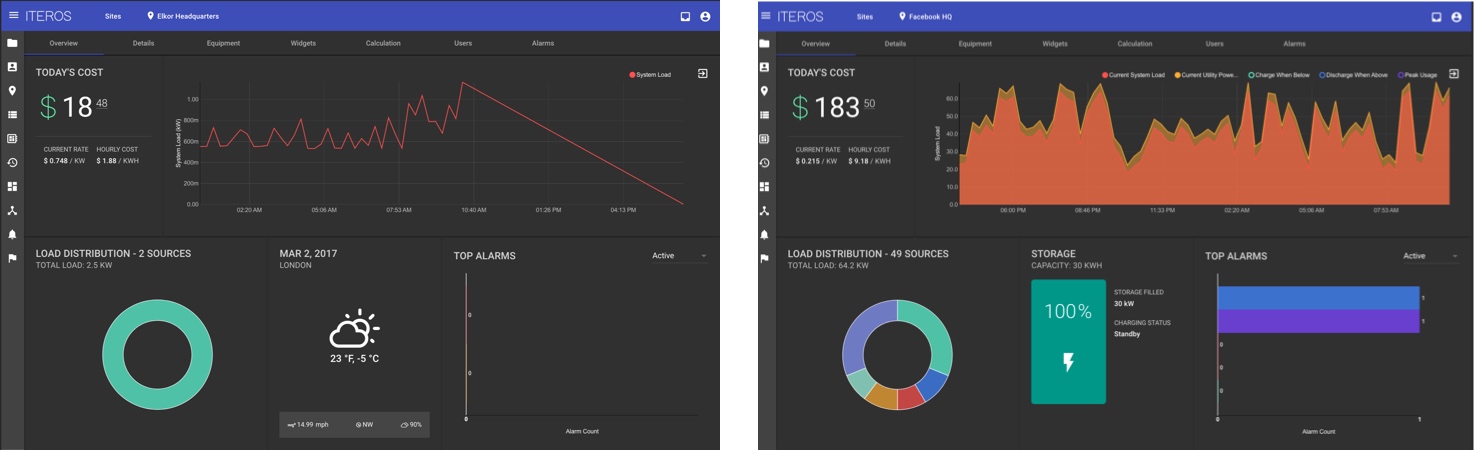 ITEROS Sites Elkor Headquarters
Overview Details Equipment Widgets Calculation Users Alarms
TODAY'S COST
$ 18 48
CURRENT RATE HOURLY COST
$ 0.748 / KW $ 1.88 / KWH
System Load
System Load (kW)
1.00
800m
600m
400m
200m
0.00
02:20 AM 05:06 AM 07:53 AM 10:40 AM 01:26 PM 04:13 PM
LOAD DISTRIBUTION - 2 SOURCES
TOTAL LOAD: 2.5 KW
MAR 2, 2017
LONDON
23 °F, -5 °C
14.99 mph NW 90%
TOP ALARMS
Active
0
0
0
Alarm Count
ITEROS Sites Facebook HQ
Overview Details Equipment Widgets Calculation Users Alarms
TODAY'S COST
$ 183 50
CURRENT RATE HOURLY COST
$ 0.215 / KW $ 9.18 / KWH
Current System Load Current Utility Powe... Charge When Below Discharge When Above Peak Usage
System Load
60.0
50.0
40.0
30.0
20.0
10.0
0.0
06:00 PM 08:46 PM 11:33 PM 02:20 AM 05:06 AM 07:53 AM
LOAD DISTRIBUTION - 49 SOURCES
TOTAL LOAD: 64.2 KW
STORAGE
CAPACITY: 30 KWH
100%
STORAGE FILLED
30 kW
CHARGING STATUS
Standby
TOP ALARMS
Active
1
1
0
0
0
0 1
Alarm Count